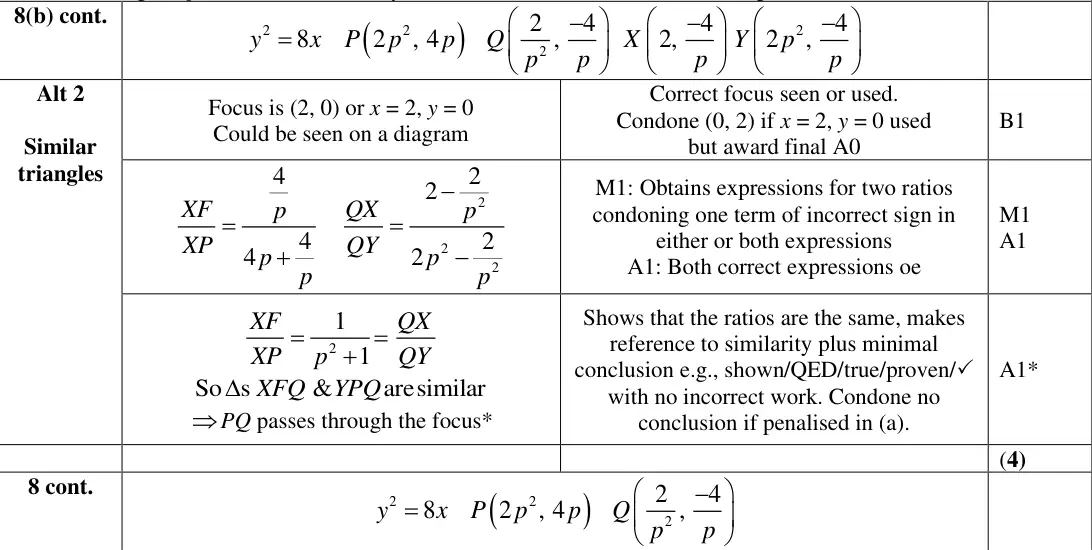 8(b) cont.
y² = 8x P(2p², 4p) Q(2/p², −4/p) X(2, −4/p) Y(2p², −4/p)
Alt 2
Similar
triangles
Focus is (2, 0) or x = 2, y = 0
Could be seen on a diagram
Correct focus seen or used.
Condone (0, 2) if x = 2, y = 0 used
but award final A0
B1
XF/XP = (4/p)/(4p + 4/p) QX/QY = (2 − 2/p²)/(2p² − 2/p²)
M1: Obtains expressions for two ratios
condoning one term of incorrect sign in
either or both expressions
A1: Both correct expressions oe
M1
A1
XF/XP = 1/(p² + 1) = QX/QY
So Δs XFQ & YPQ are similar
⇒ PQ passes through the focus*
Shows that the ratios are the same, makes
reference to similarity plus minimal
conclusion e.g., shown/QED/true/proven/✓
with no incorrect work. Condone no
conclusion if penalised in (a).
A1*
(4)
8 cont.
y² = 8x P(2p², 4p) Q(2/p², −4/p)